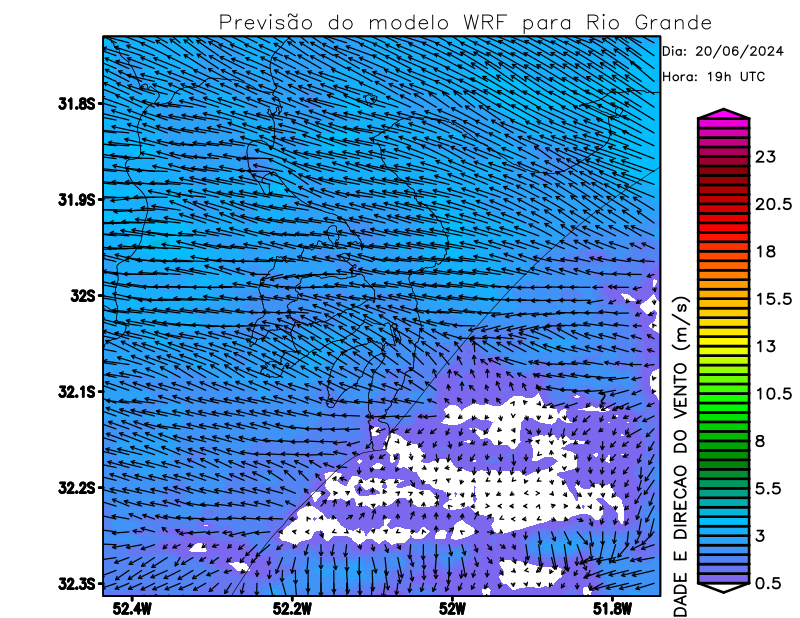 Previsão do modelo WRF para Rio Grande
Dia: 20/06/2024
Hora: 19h UTC
31.8S
31.9S
32S
32.1S
32.2S
32.3S
52.4W
52.2W
52W
51.8W
23
20.5
18
15.5
13
10.5
8
5.5
3
0.5
DADE E DIRECAO DO VENTO (m/s)